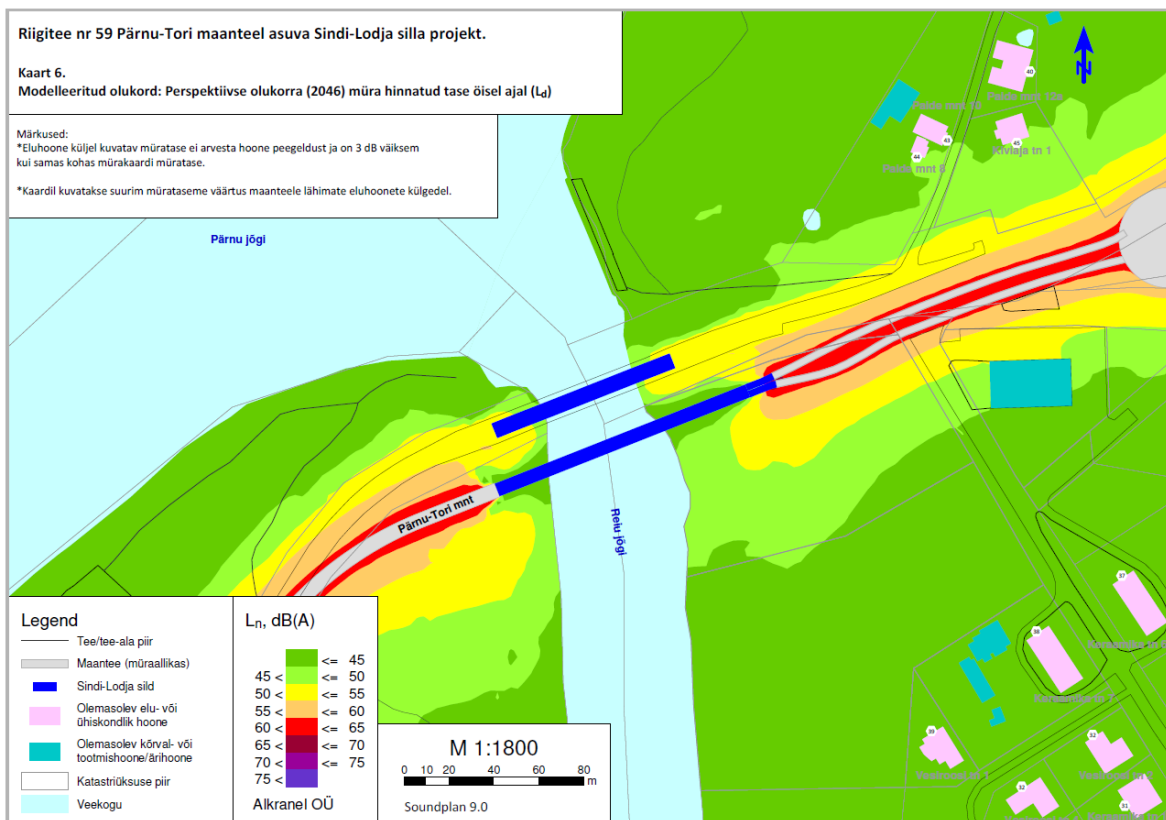 Riigitee nr 59 Pärnu-Tori maanteel asuva Sindi-Lodja silla projekt.
Kaart 6.
Modelleeritud olukord: Perspektiivse olukorra (2046) müra hinnatud tase öisel ajal (Ld)
Märkused:
*Eluhoone küljel kuvatav müratase ei arvesta hoone peegeldust ja on 3 dB väiksem
kui samas kohas mürakaardi müratase.
*Kaardil kuvatakse suurim mürataseme väärtus maanteele lähimate eluhoonete külgedel.
N
40
43
45
44
Kiviaja tn 1
Paide mnt 8
Pärnu jõgi
Pärnu-Tori mnt
Reiu jõgi
37
38
39
32
32
31
Legend
Tee/tee-ala piir
Maantee (müraallikas)
Sindi-Lodja sild
Olemasolev elu- või
ühiskondlik hoone
Olemasolev kõrval- või
tootmishoone/ärihoone
Katastriüksuse piir
Veekogu
Ln, dB(A)
<= 45
45 < <= 50
50 < <= 55
55 < <= 60
60 < <= 65
65 < <= 70
70 < <= 75
75 <
Alkranel OÜ
M 1:1800
0 10 20 40 60 80
m
Soundplan 9.0